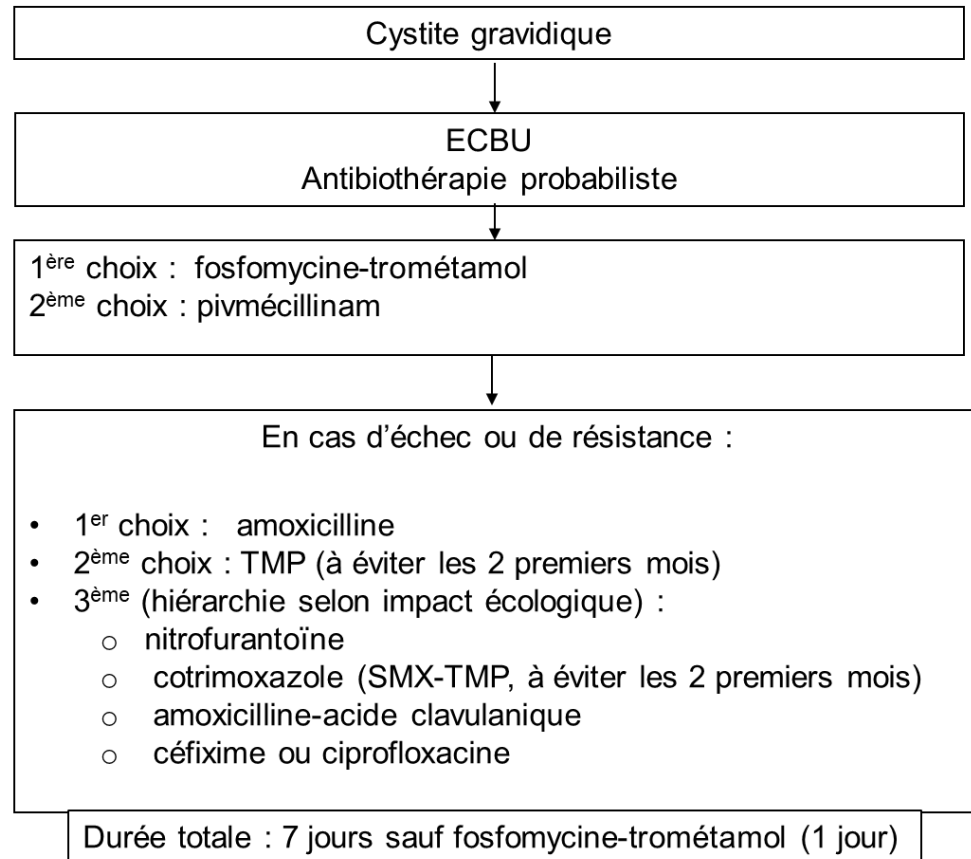 Cystite gravidique
ECBU
Antibiothérapie probabiliste
1ère choix : fosfomycine-trométamol
2ème choix : pivmécillinam
En cas d’échec ou de résistance :
• 1er choix : amoxicilline
• 2ème choix : TMP (à éviter les 2 premiers mois)
• 3ème (hiérarchie selon impact écologique) :
o nitrofurantoïne
o cotrimoxazole (SMX-TMP, à éviter les 2 premiers mois)
o amoxicilline-acide clavulanique
o céfixime ou ciprofloxacine
Durée totale : 7 jours sauf fosfomycine-trométamol (1 jour)